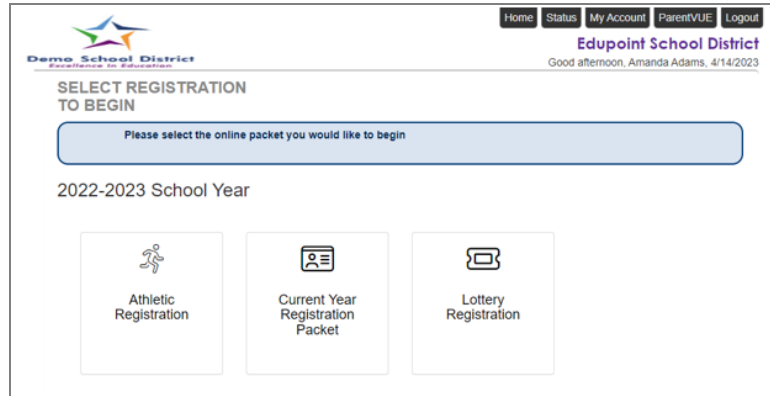 Home Status My Account ParentVUE Logout
Demo School District
Excellence in Education
Edupoint School District
Good afternoon, Amanda Adams, 4/14/2023
SELECT REGISTRATION
TO BEGIN
Please select the online packet you would like to begin
2022-2023 School Year
Athletic
Registration
Current Year
Registration
Packet
Lottery
Registration